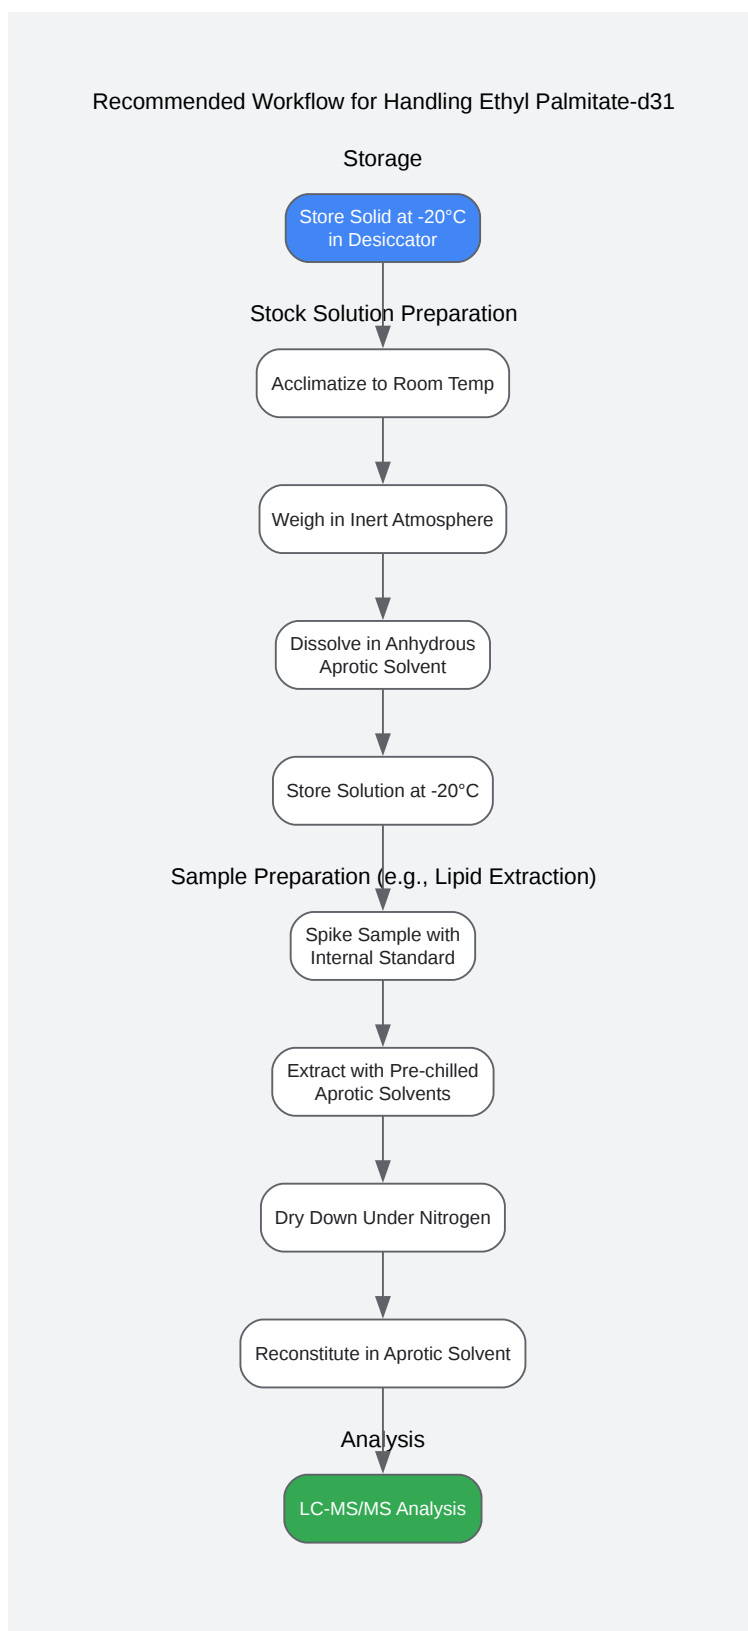 Recommended Workflow for Handling Ethyl Palmitate-d31
Storage
Store Solid at -20°C
in Desiccator
Stock Solution Preparation
Acclimatize to Room Temp
Weigh in Inert Atmosphere
Dissolve in Anhydrous
Aprotic Solvent
Store Solution at -20°C
Sample Preparation (e.g., Lipid Extraction)
Spike Sample with
Internal Standard
Extract with Pre-chilled
Aprotic Solvents
Dry Down Under Nitrogen
Reconstitute in Aprotic Solvent
Analysis
LC-MS/MS Analysis